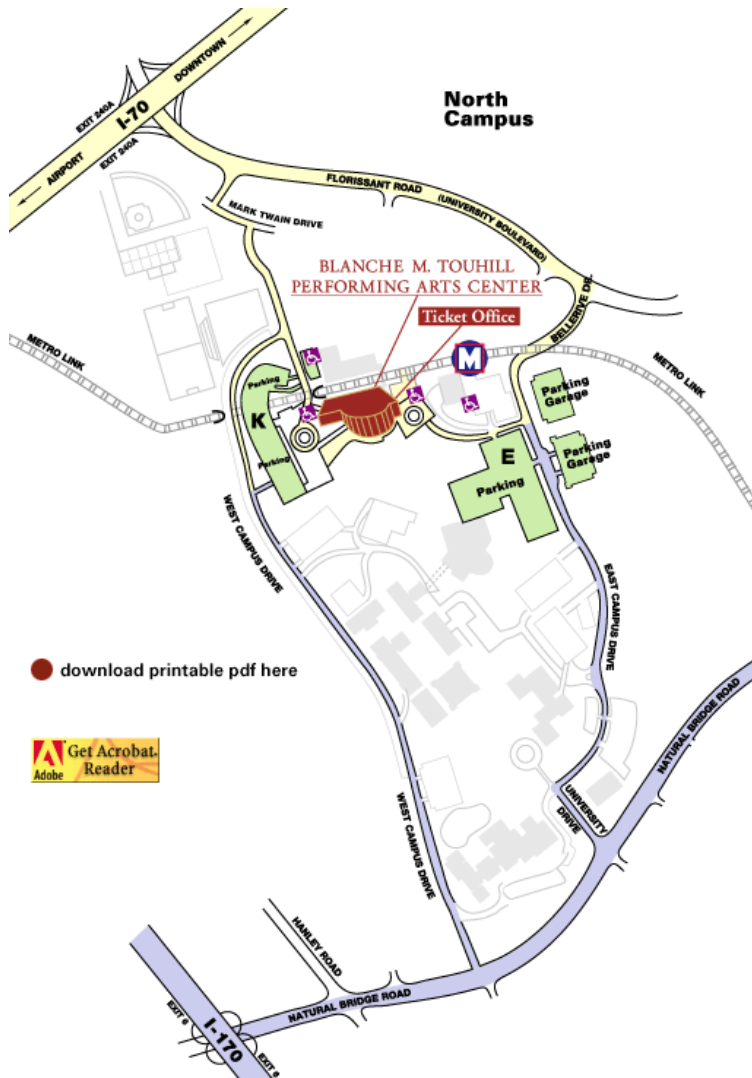 DOWNTOWN
EXIT 240A
I-70
AIRPORT
EXIT 240A
North
Campus
FLORISSANT ROAD
(UNIVERSITY BOULEVARD)
MARK TWAIN DRIVE
BLANCHE M. TOUHILL
PERFORMING ARTS CENTER
Ticket Office
BELLERIVE DR.
METRO LINK
M
METRO LINK
Parking
K
Parking
Parking
Garage
E
Parking
Parking
Garage
WEST CAMPUS DRIVE
EAST CAMPUS DRIVE
download printable pdf here
NATURAL BRIDGE ROAD
Adobe
Get Acrobat
Reader
UNIVERSITY
DRIVE
WEST CAMPUS DRIVE
HANLEY ROAD
NATURAL BRIDGE ROAD
EXIT 6
I-170
EXIT 6